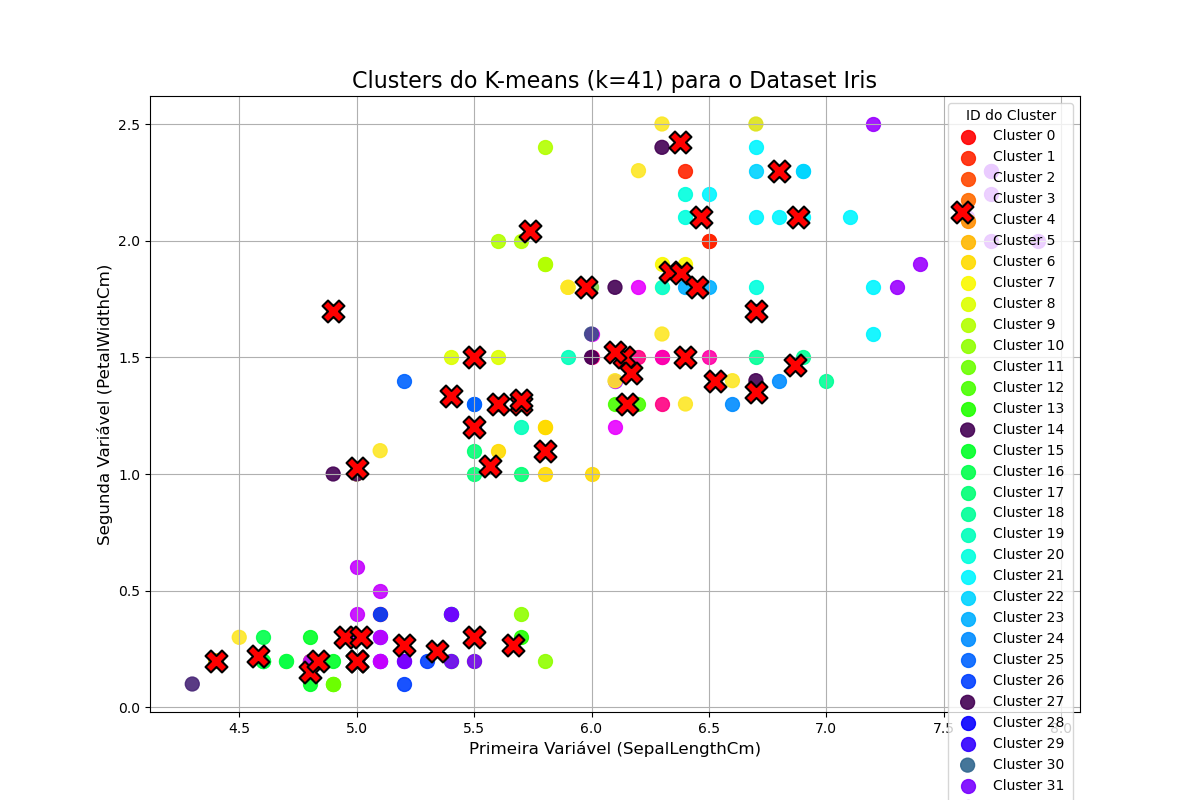 Clusters do K-means (k=41) para o Dataset Iris
Segunda Variável (PetalWidthCm)
2.5
2.0
1.5
1.0
0.5
0.0
4.5
5.0
5.5
6.0
6.5
7.0
7.5
8.0
Primeira Variável (SepalLengthCm)
ID do Cluster
Cluster 0
Cluster 1
Cluster 2
Cluster 3
Cluster 4
Cluster 5
Cluster 6
Cluster 7
Cluster 8
Cluster 9
Cluster 10
Cluster 11
Cluster 12
Cluster 13
Cluster 14
Cluster 15
Cluster 16
Cluster 17
Cluster 18
Cluster 19
Cluster 20
Cluster 21
Cluster 22
Cluster 23
Cluster 24
Cluster 25
Cluster 26
Cluster 27
Cluster 28
Cluster 29
Cluster 30
Cluster 31